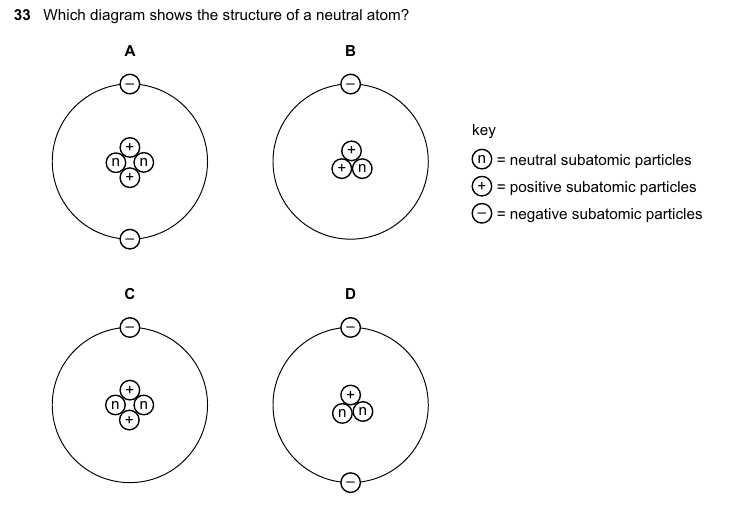 33 Which diagram shows the structure of a neutral atom?
A
B
−
−
+
n n
+
+
+ n
−
key
n = neutral subatomic particles
+ = positive subatomic particles
− = negative subatomic particles
C
D
−
−
+
n n
+
+
n n
−